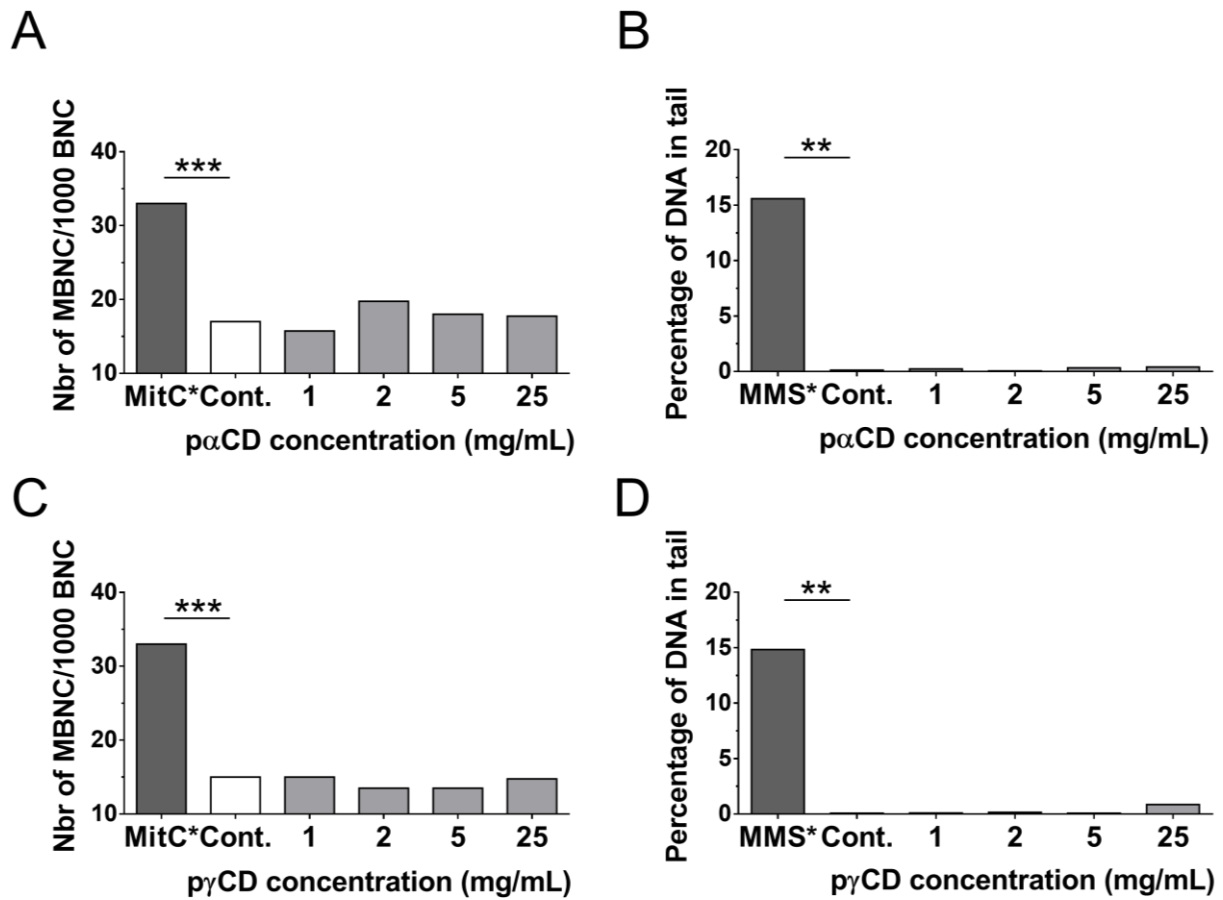 A
Nbr of MBNC/1000 BNC
40
30
20
10
***
MitC* Cont. 1 2 5 25
pαCD concentration (mg/mL)
B
Percentage of DNA in tail
20
15
10
5
0
**
MMS* Cont. 1 2 5 25
pαCD concentration (mg/mL)
C
Nbr of MBNC/1000 BNC
40
30
20
10
***
MitC* Cont. 1 2 5 25
pγCD concentration (mg/mL)
D
Percentage of DNA in tail
20
15
10
5
0
**
MMS* Cont. 1 2 5 25
pγCD concentration (mg/mL)